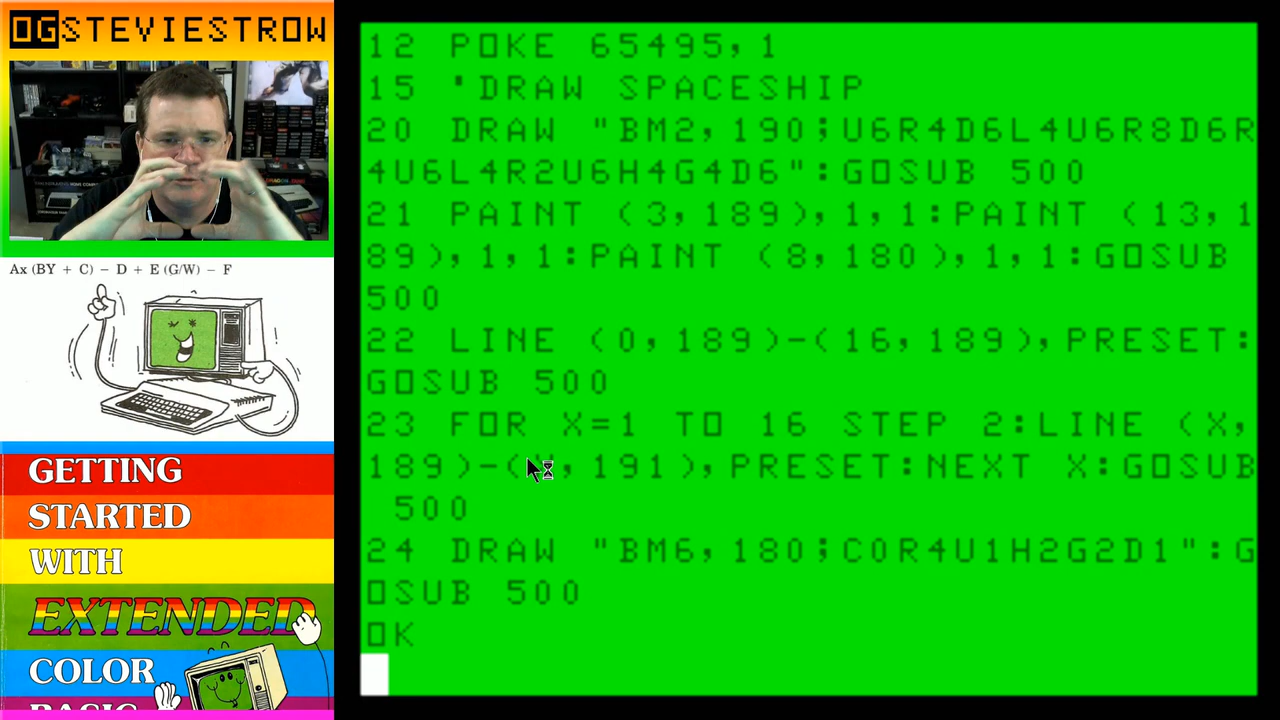 OGSTEVIESTROW
Ax (BY + C) – D + E (G/W) – F
GETTING
STARTED
WITH
EXTENDED
COLOR
BASIC
12 POKE 65495,1
15 'DRAW SPACESHIP
20 DRAW "BM2,190;U6R4D6L4U6R8D6R
4U6L4R2U6H4G4D6":GOSUB 500
21 PAINT (3,189),1,1:PAINT (13,1
89),1,1:PAINT (8,180),1,1:GOSUB
500
22 LINE (0,189)-(16,189),PRESET:
GOSUB 500
23 FOR X=1 TO 16 STEP 2:LINE (X,
189)-( ,191),PRESET:NEXT X:GOSUB
500
24 DRAW "BM6,180;C0R4U1H2G2D1":G
OSUB 500
OK